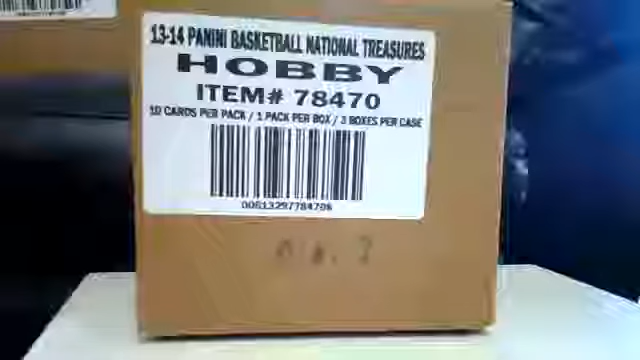 13-14 PANINI BASKETBALL NATIONAL TREASURES
HOBBY
ITEM# 78470
10 CARDS PER PACK / 1 PACK PER BOX / 3 BOXES PER CASE